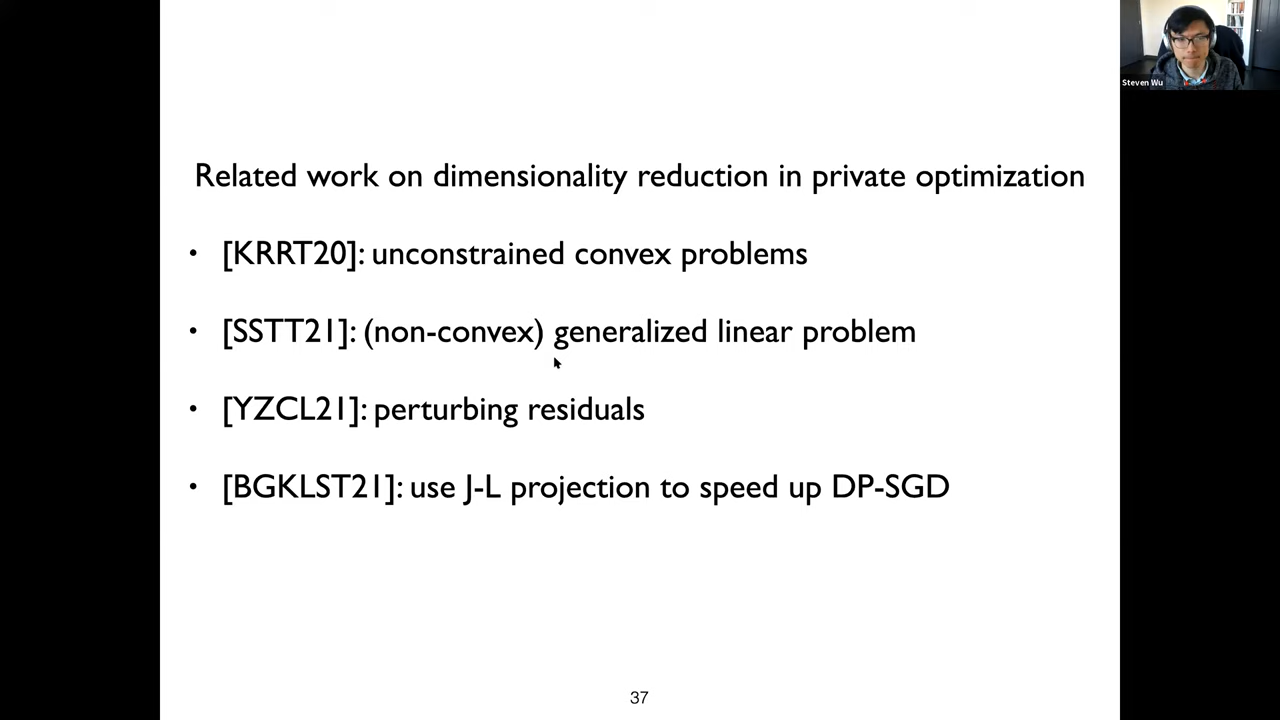 Steven Wu
Related work on dimensionality reduction in private optimization
• [KRRT20]: unconstrained convex problems
• [SSTT21]: (non-convex) generalized linear problem
• [YZCL21]: perturbing residuals
• [BGKLST21]: use J-L projection to speed up DP-SGD
37